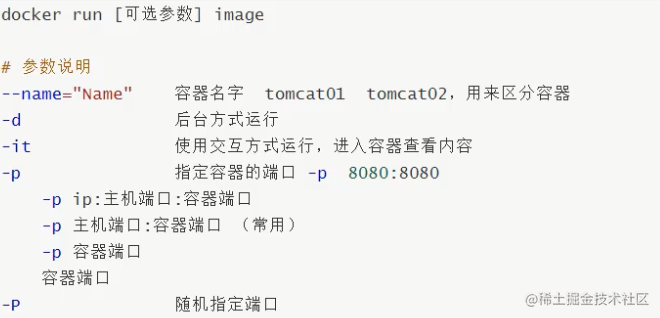 docker run [可选参数] image
# 参数说明
--name="Name" 容器名字 tomcat01 tomcat02，用来区分容器
-d 后台方式运行
-it 使用交互方式运行，进入容器查看内容
-p 指定容器的端口 -p 8080:8080
-p ip:主机端口:容器端口
-p 主机端口:容器端口 （常用）
-p 容器端口
容器端口
-P 随机指定端口
@稀土掘金技术社区